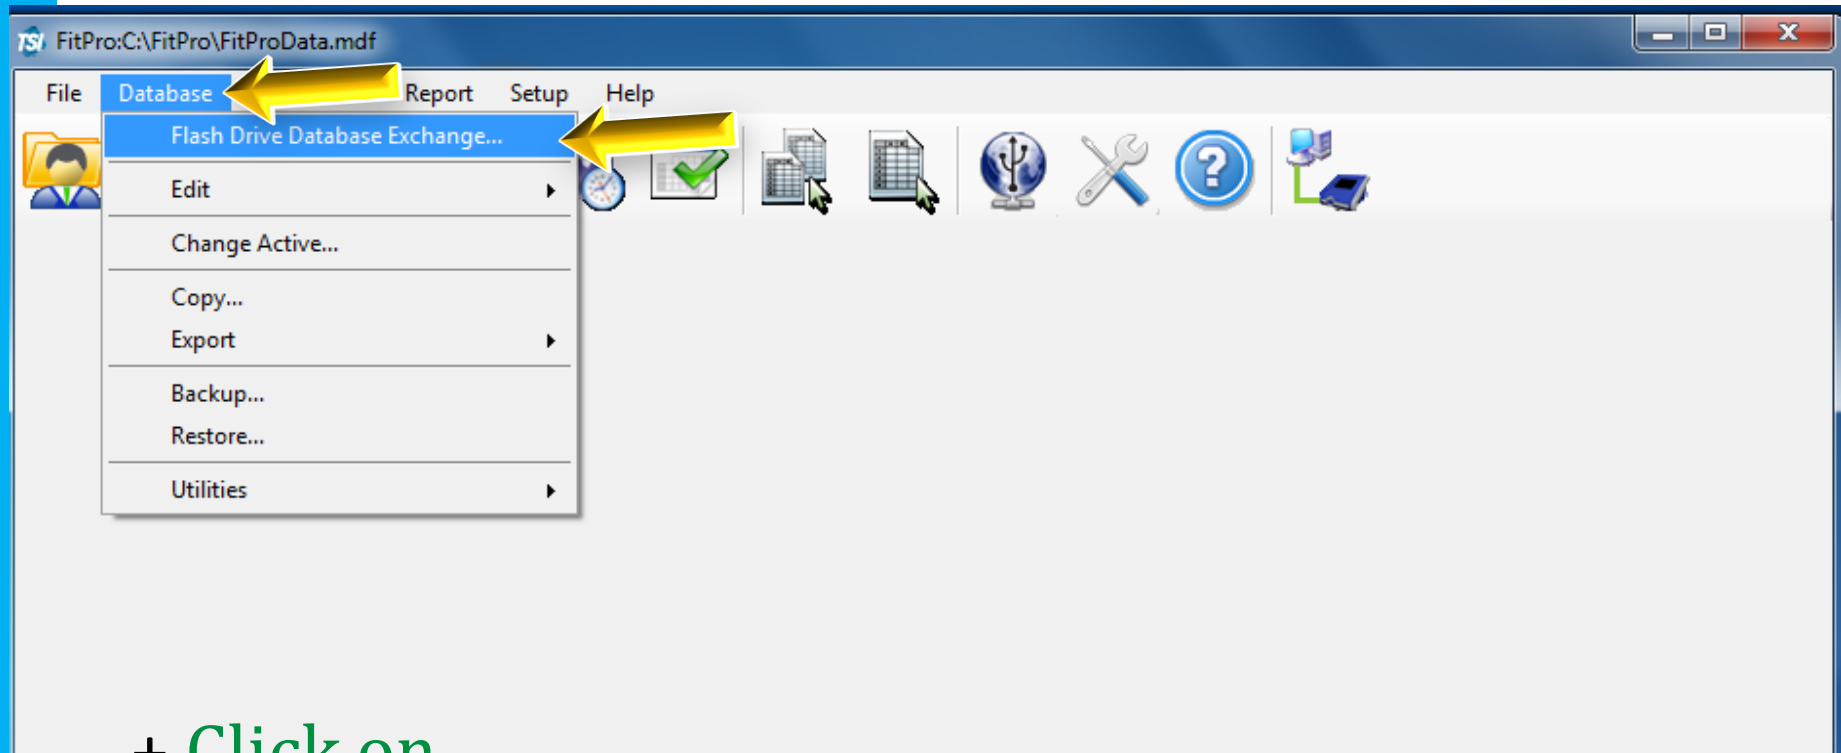 TSI FitPro:C:\FitPro\FitProData.mdf
File Database Report Setup Help
Flash Drive Database Exchange...
Edit
Change Active...
Copy...
Export
Backup...
Restore...
Utilities
+ Click on